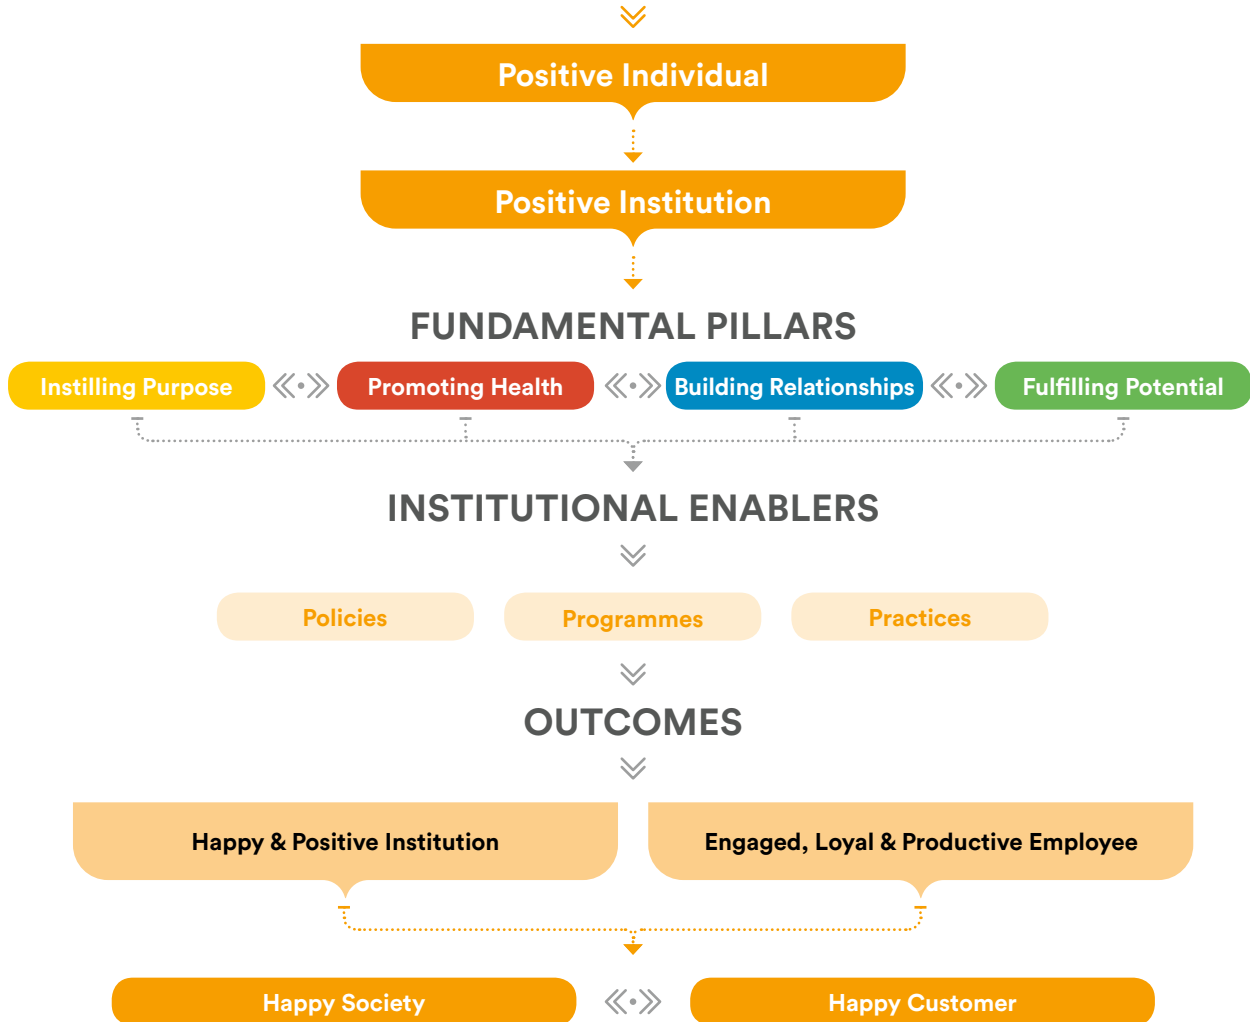 Positive Individual
Positive Institution
FUNDAMENTAL PILLARS
Instilling Purpose
Promoting Health
Building Relationships
Fulfilling Potential
INSTITUTIONAL ENABLERS
Policies
Programmes
Practices
OUTCOMES
Happy & Positive Institution
Engaged, Loyal & Productive Employee
Happy Society
Happy Customer